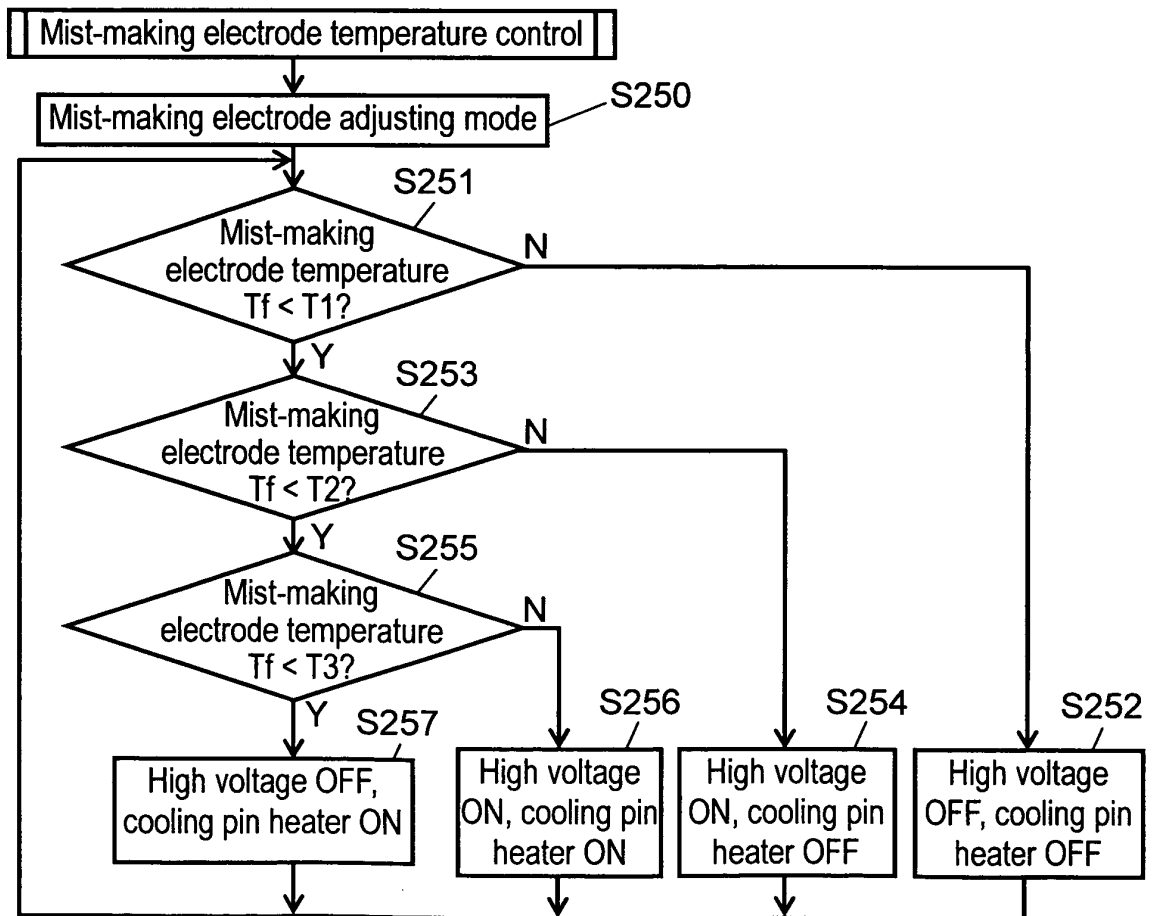 Mist-making electrode temperature control
Mist-making electrode adjusting mode
S250
S251
Mist-making
electrode temperature
Tf < T1?
N
Y
S253
Mist-making
electrode temperature
Tf < T2?
N
Y
S255
Mist-making
electrode temperature
Tf < T3?
N
Y
S257
High voltage OFF,
cooling pin heater ON
S256
High voltage
ON, cooling pin
heater ON
S254
High voltage
ON, cooling pin
heater OFF
S252
High voltage
OFF, cooling pin
heater OFF